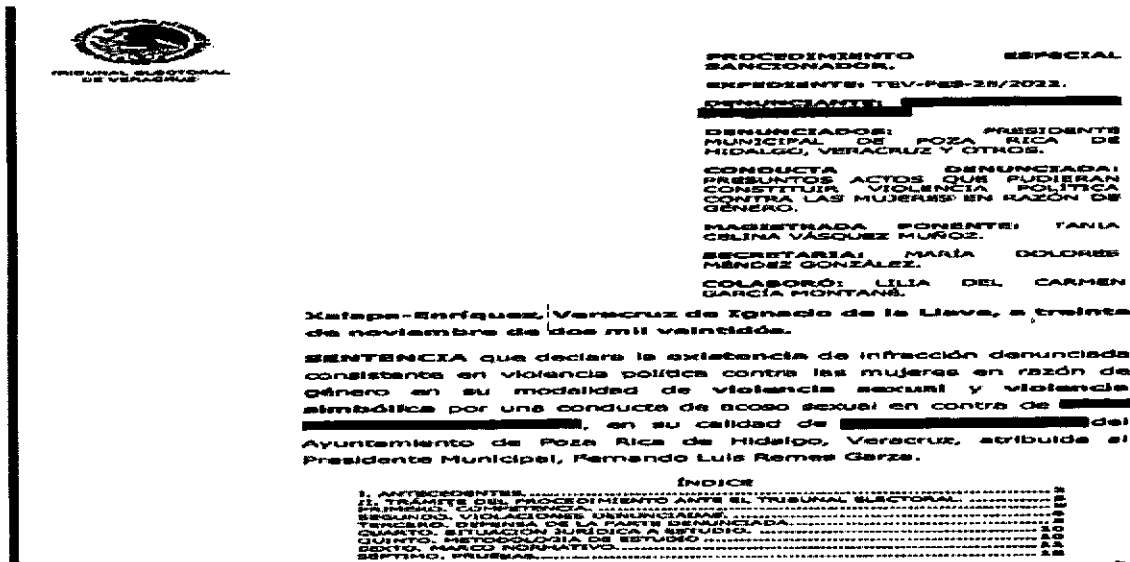 TRIBUNAL ELECTORAL
DE VERACRUZ
PROCEDIMIENTO ESPECIAL
SANCIONADOR.
EXPEDIENTE: TEV-PES-28/2022.
DENUNCIANTE:
DENUNCIADOS: PRESIDENTE
MUNICIPAL DE POZA RICA DE
HIDALGO, VERACRUZ Y OTROS.
CONDUCTA DENUNCIADA:
PRESUNTOS ACTOS QUE PUDIERAN
CONSTITUIR VIOLENCIA POLÍTICA
CONTRA LAS MUJERES EN RAZÓN DE
GÉNERO.
MAGISTRADA PONENTE: TANIA
CELINA VÁSQUEZ MUÑOZ.
SECRETARIA: MARÍA DOLORES
MÉNDEZ GONZÁLEZ.
COLABORÓ: LILIA DEL CARMEN
GARCÍA MONTANÉ.
Xalapa-Enríquez, Veracruz de Ignacio de la Llave, a treinta
de noviembre de dos mil veintidós.
SENTENCIA que declara la existencia de infracción denunciada
consistente en violencia política contra las mujeres en razón de
género en su modalidad de violencia sexual y violencia
simbólica por una conducta de acoso sexual en contra de
, en su calidad de del
Ayuntamiento de Poza Rica de Hidalgo, Veracruz, atribuida al
Presidente Municipal, Fernando Luis Remes Garza.
ÍNDICE
I. ANTECEDENTES
II. TRÁMITE DEL PROCEDIMIENTO ANTE EL TRIBUNAL ELECTORAL.
PRIMERO. COMPETENCIA
SEGUNDO. VIOLACIONES DENUNCIADAS.
TERCERO. DEFENSA DE LA PARTE DENUNCIADA
CUARTO. SITUACIÓN JURÍDICA A ESTUDIO.
QUINTO. METODOLOGÍA DE ESTUDIO
SEXTO. MARCO NORMATIVO.
SÉPTIMO. PRUEBAS